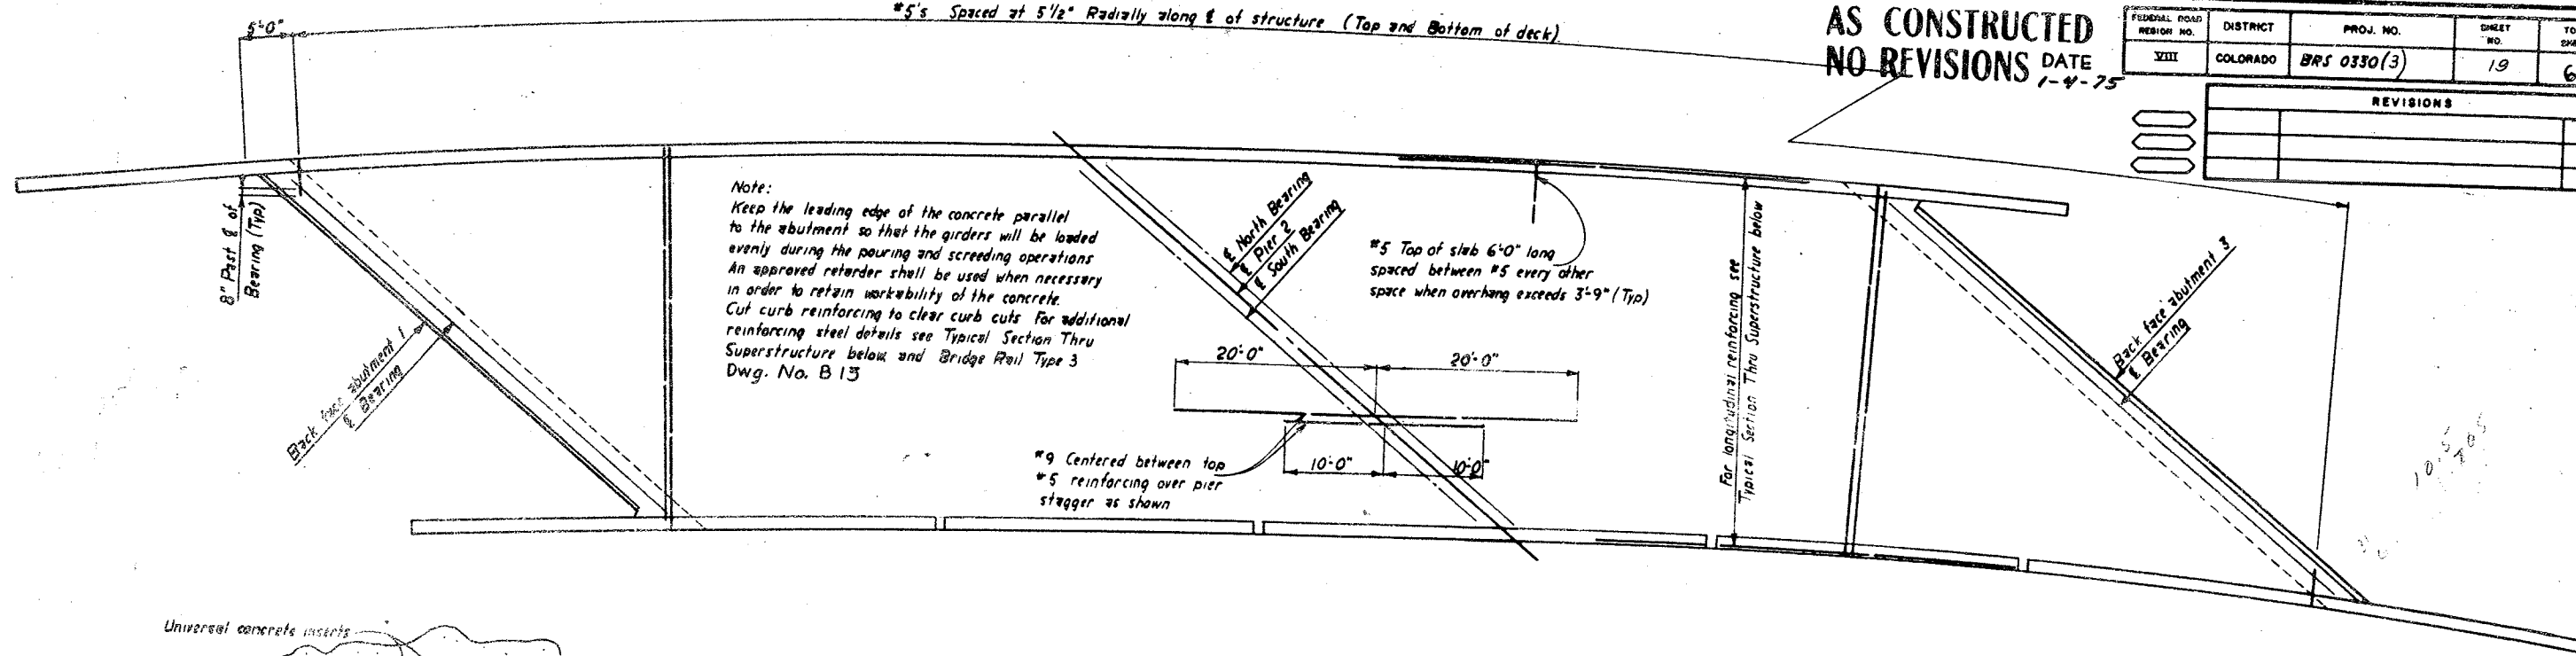 #5's Spaced at 5 1/2" Radially along ℄ of structure (Top and Bottom of deck)
5'-0"
AS CONSTRUCTED
NO REVISIONS DATE
1-4-75
FEDERAL ROAD REGION NO.
DISTRICT
PROJ. NO.
SHEET NO.
VIII
COLORADO
BRS 0330(3)
19
REVISIONS
8" Past ℄ of
Bearing (Typ)
Note:
Keep the leading edge of the concrete parallel
to the abutment so that the girders will be loaded
evenly during the pouring and screeding operations
An approved retarder shall be used when necessary
in order to retain workability of the concrete.
Cut curb reinforcing to clear curb cuts For additional
reinforcing steel details see Typical Section Thru
Superstructure below and Bridge Rail Type 3
Dwg. No. B 13
℄ North Bearing
℄ Pier 2
℄ South Bearing
#5 Top of slab 6'-0" long
spaced between #5 every other
space when overhang exceeds 3'-9" (Typ)
For longitudinal reinforcing see
Typical Section Thru Superstructure below
Back face abutment 3
℄ Bearing
Back face abutment 1
℄ Bearing
20'-0"
20'-0"
#9 Centered between top
#5 reinforcing over pier
stagger as shown
10'-0"
10'-0"
Universal concrete inserts